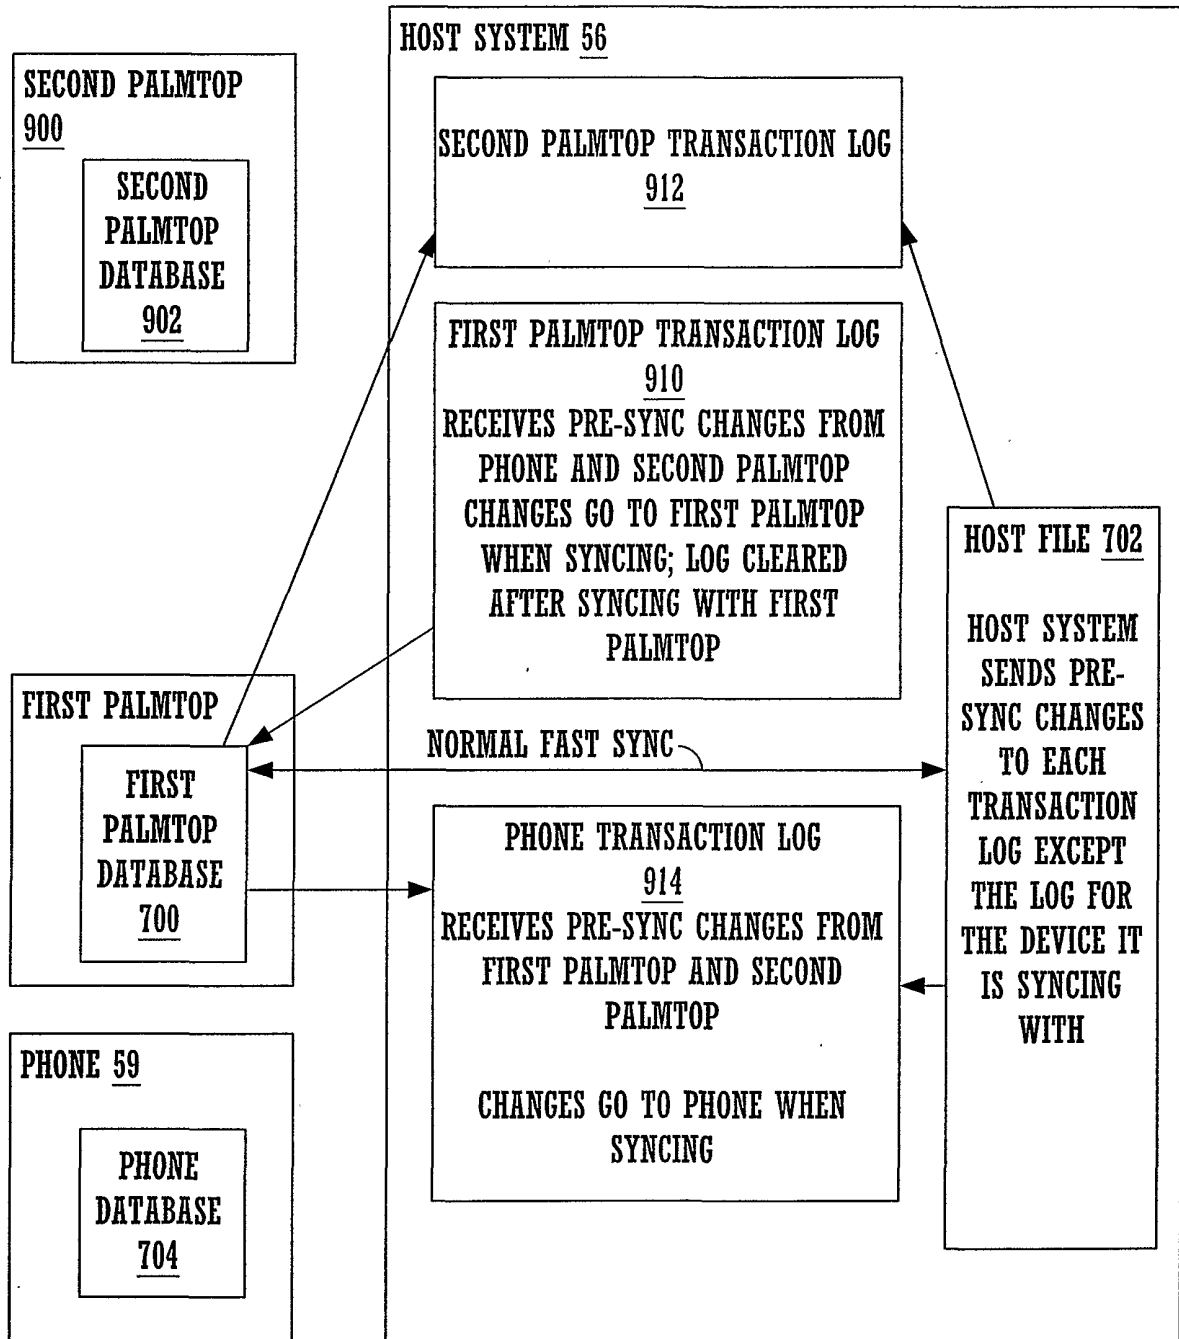 SECOND PALMTOP
900
SECOND
PALMTOP
DATABASE
902
HOST SYSTEM 56
SECOND PALMTOP TRANSACTION LOG
912
FIRST PALMTOP TRANSACTION LOG
910
RECEIVES PRE-SYNC CHANGES FROM
PHONE AND SECOND PALMTOP
CHANGES GO TO FIRST PALMTOP
WHEN SYNCING; LOG CLEARED
AFTER SYNCING WITH FIRST
PALMTOP
HOST FILE 702
HOST SYSTEM
SENDS PRE-
SYNC CHANGES
TO EACH
TRANSACTION
LOG EXCEPT
THE LOG FOR
THE DEVICE IT
IS SYNCING
WITH
FIRST PALMTOP
FIRST
PALMTOP
DATABASE
700
NORMAL FAST SYNC
PHONE TRANSACTION LOG
914
RECEIVES PRE-SYNC CHANGES FROM
FIRST PALMTOP AND SECOND
PALMTOP
CHANGES GO TO PHONE WHEN
SYNCING
PHONE 59
PHONE
DATABASE
704